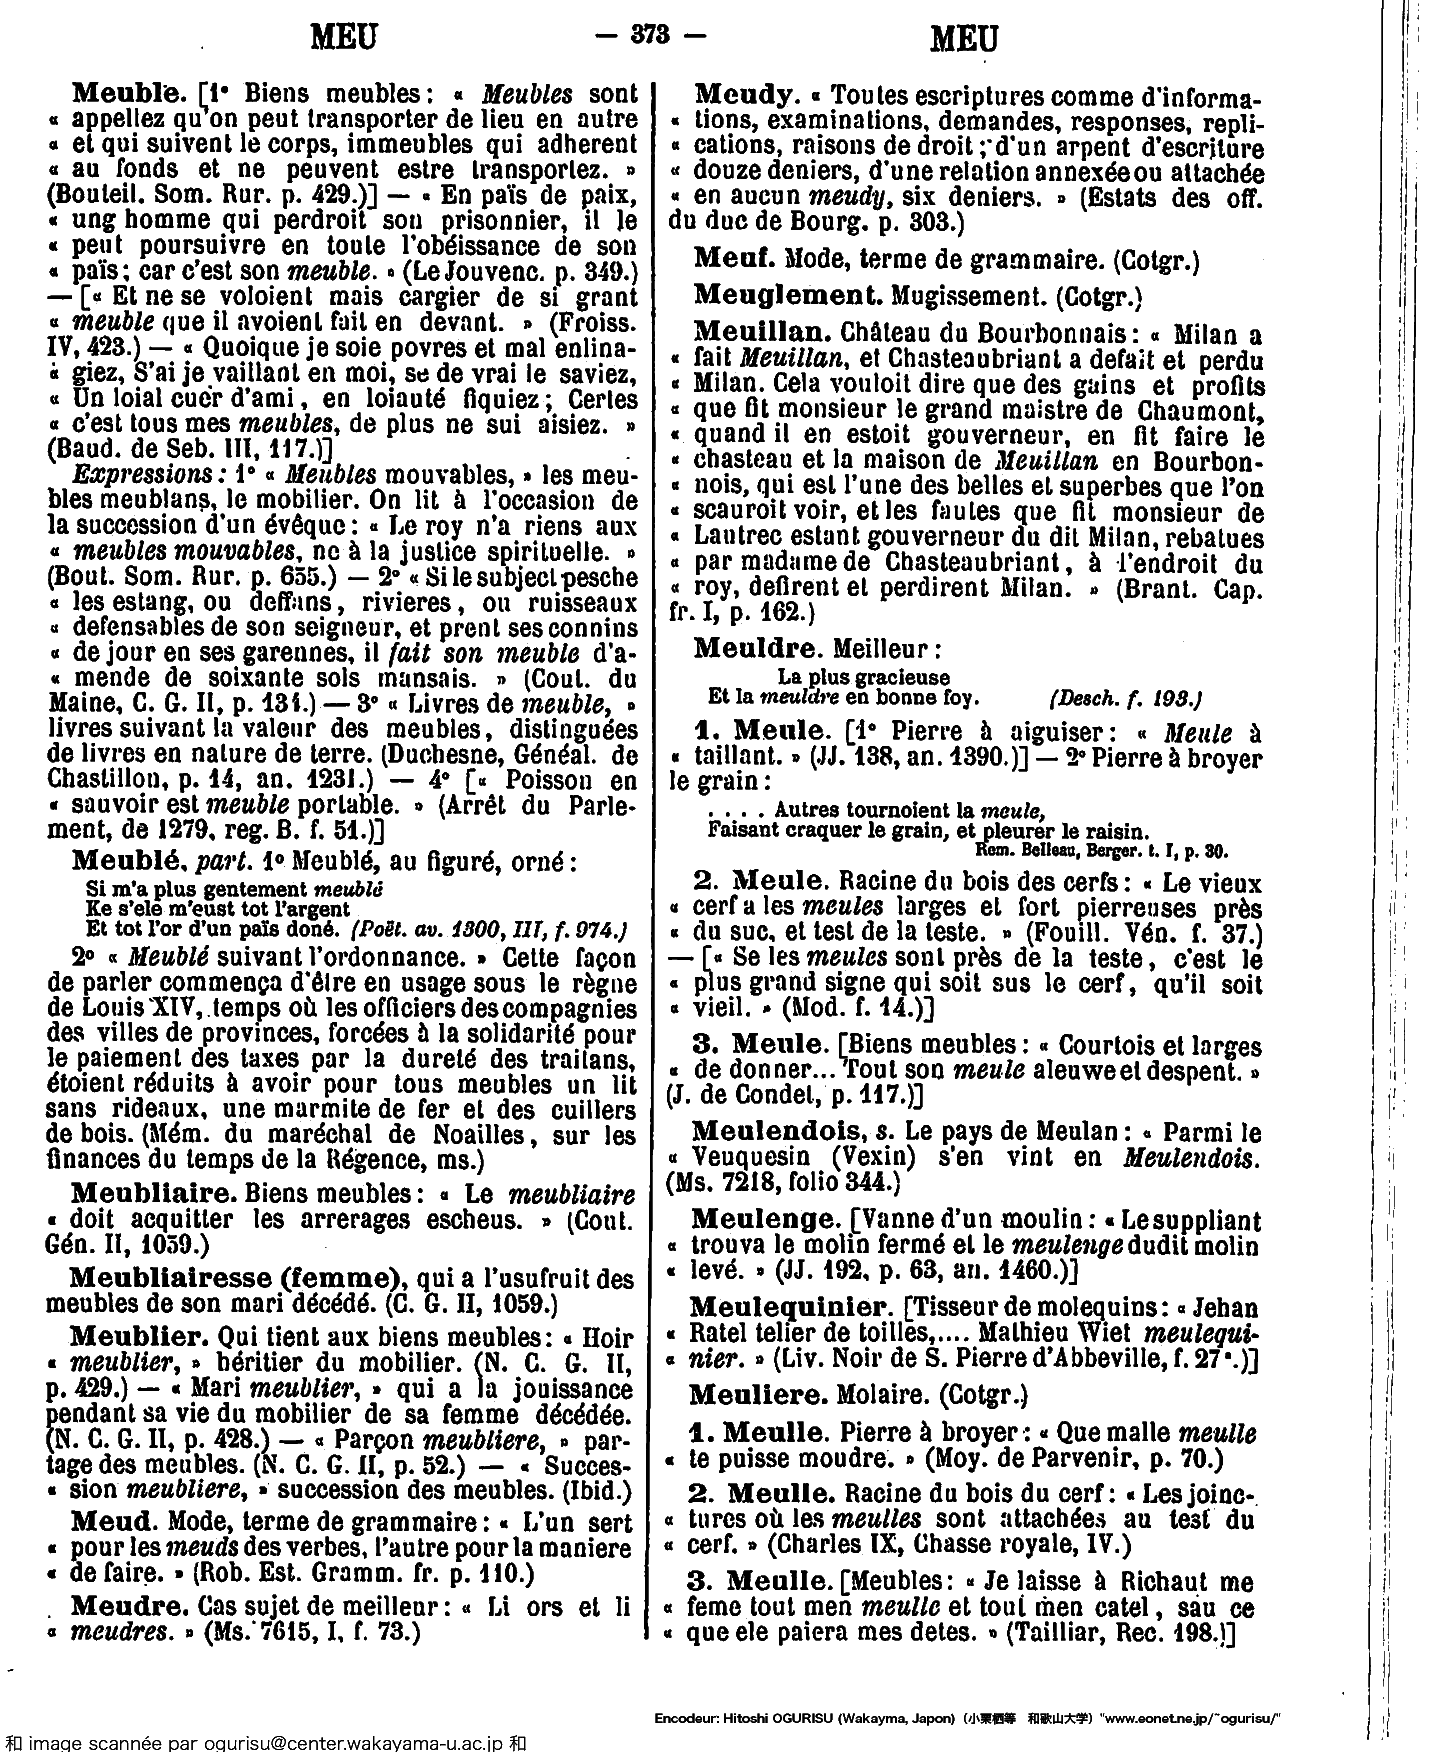 MEU — 373 — MEU
Meuble. [1° Biens meubles : « Meubles sont
« appellez qu'on peut transporter de lieu en autre
« et qui suivent le corps, immeubles qui adherent
« au fonds et ne peuvent estre transportez. »
(Bouteil. Som. Rur. p. 429.)] — « En païs de paix,
« ung homme qui perdroit son prisonnier, il le
« peut poursuivre en toute l'obéissance de son
« païs ; car c'est son meuble. » (Le Jouvenc. p. 349.)
— [« Et ne se voloient mais cargier de si grant
« meuble que il avoient fait en devant. » (Froiss.
IV, 423.) — « Quoique je soie povres et mal enlina-
« giez, S'ai je vaillant en moi, se de vrai le saviez,
« Un loial cuer d'ami, en loiauté fiquiez ; Certes
« c'est tous mes meubles, de plus ne sui aisiez. »
(Baud. de Seb. III, 117.)]
Expressions : 1° « Meubles mouvables, » les meu-
bles meublans, le mobilier. On lit à l'occasion de
la succession d'un évêque : « Le roy n'a riens aux
« meubles mouvables, ne à la justice spirituelle. »
(Bout. Som. Rur. p. 655.) — 2° « Si le subject pesche
« les estang, ou deffans, rivieres, ou ruisseaux
« defensables de son seigneur, et prent ses connins
« de jour en ses garennes, il fait son meuble d'a-
« mende de soixante sols mansais. » (Cout. du
Maine, C. G. II, p. 131.) — 3° « Livres de meuble, »
livres suivant la valeur des meubles, distinguées
de livres en nature de terre. (Duchesne, Généal. de
Chastillon, p. 14, an. 1231.) — 4° [« Poisson en
« sauvoir est meuble portable. » (Arrêt du Parle-
ment, de 1279, reg. B. f. 51.)]
Meublé, part. 1° Meublé, au figuré, orné :
Si m'a plus gentement meublé
Ke s'ele m'eust tot l'argent
Et tot l'or d'un païs doné. (Poët. av. 1300, III, f. 974.)
2° « Meublé suivant l'ordonnance. » Cette façon
de parler commença d'être en usage sous le règne
de Louis XIV, temps où les officiers des compagnies
des villes de provinces, forcées à la solidarité pour
le paiement des taxes par la dureté des traitans,
étoient réduits à avoir pour tous meubles un lit
sans rideaux, une marmite de fer et des cuillers
de bois. (Mém. du maréchal de Noailles, sur les
finances du temps de la Régence, ms.)
Meubliaire. Biens meubles : « Le meubliaire
« doit acquitter les arrerages escheus. » (Cout.
Gén. II, 1059.)
Meubliairesse (femme), qui a l'usufruit des
meubles de son mari décédé. (C. G. II, 1059.)
Meublier. Qui tient aux biens meubles : « Hoir
« meublier, » héritier du mobilier. (N. C. G. II,
p. 429.) — « Mari meublier, » qui a la jouissance
pendant sa vie du mobilier de sa femme décédée.
(N. C. G. II, p. 428.) — « Parçon meubliere, » par-
tage des meubles. (N. C. G. II, p. 52.) — « Succes-
« sion meubliere, » succession des meubles. (Ibid.)
Meud. Mode, terme de grammaire : « L'un sert
« pour les meuds des verbes, l'autre pour la maniere
« de faire. » (Rob. Est. Gramm. fr. p. 110.)
Meudre. Cas sujet de meilleur : « Li ors et li
« meudres. » (Ms. 7615, I, f. 73.)
Meudy. « Toutes escriptures comme d'informa-
« tions, examinations, demandes, responses, repli-
« cations, raisons de droit ; d'un arpent d'escriture
« douze deniers, d'une relation annexée ou attachée
« en aucun meudy, six deniers. » (Estats des off.
du duc de Bourg. p. 303.)
Meuf. Mode, terme de grammaire. (Cotgr.)
Meuglement. Mugissement. (Cotgr.)
Meuillan. Château du Bourbonnais : « Milan a
« fait Meuillan, et Chasteaubriant a defait et perdu
« Milan. Cela vouloit dire que des gains et profits
« que fit monsieur le grand maistre de Chaumont,
« quand il en estoit gouverneur, en fit faire le
« chasteau et la maison de Meuillan en Bourbon-
« nois, qui est l'une des belles et superbes que l'on
« scauroit voir, et les fautes que fit monsieur de
« Lautrec estant gouverneur du dit Milan, rebatues
« par madame de Chasteaubriant, à l'endroit du
« roy, defirent et perdirent Milan. » (Brant. Cap.
fr. I, p. 162.)
Meuldre. Meilleur :
La plus gracieuse
Et la meuldre en bonne foy. (Desch. f. 193.)
1. Meule. [1° Pierre à aiguiser : « Meule à
« taillant. » (JJ. 138, an. 1390.)] — 2° Pierre à broyer
le grain :
. . . . Autres tournoient la meule,
Faisant craquer le grain, et pleurer le raisin.
Rem. Belleau, Berger. t. I, p. 30.
2. Meule. Racine du bois des cerfs : « Le vieux
« cerf a les meules larges et fort pierreuses près
« du suc, et test de la teste. » (Fouill. Vén. f. 37.)
— [« Se les meules sont près de la teste, c'est le
« plus grand signe qui soit sus le cerf, qu'il soit
« vieil. » (Mod. f. 14.)]
3. Meule. [Biens meubles : « Courtois et larges
« de donner... Tout son meule aleuwe et despent. »
(J. de Condet, p. 117.)]
Meulendois, s. Le pays de Meulan : « Parmi le
« Veuquesin (Vexin) s'en vint en Meulendois.
(Ms. 7218, folio 344.)
Meulenge. [Vanne d'un moulin : « Le suppliant
« trouva le molin fermé et le meulenge dudit molin
« levé. » (JJ. 192, p. 63, an. 1460.)]
Meulequinier. [Tisseur de molequins : « Jehan
« Ratel telier de toilles,.... Mathieu Wiet meulequi-
« nier. » (Liv. Noir de S. Pierre d'Abbeville, f. 27ª.)]
Meuliere. Molaire. (Cotgr.)
1. Meulle. Pierre à broyer : « Que malle meulle
« te puisse moudre. » (Moy. de Parvenir, p. 70.)
2. Meulle. Racine du bois du cerf : « Les joinc-
« tures où les meulles sont attachées au test du
« cerf. » (Charles IX, Chasse royale, IV.)
3. Meulle. [Meubles : « Je laisse à Richaut me
« feme tout men meulle et tout men catel, sau ce
« que ele paiera mes detes. » (Tailliar, Rec. 198.)]
Encodeur: Hitoshi OGURISU (Wakayma, Japon) (小栗栖等 和歌山大学) "www.eonet.ne.jp/~ogurisu/"
和 image scannée par ogurisu@center.wakayama-u.ac.jp 和